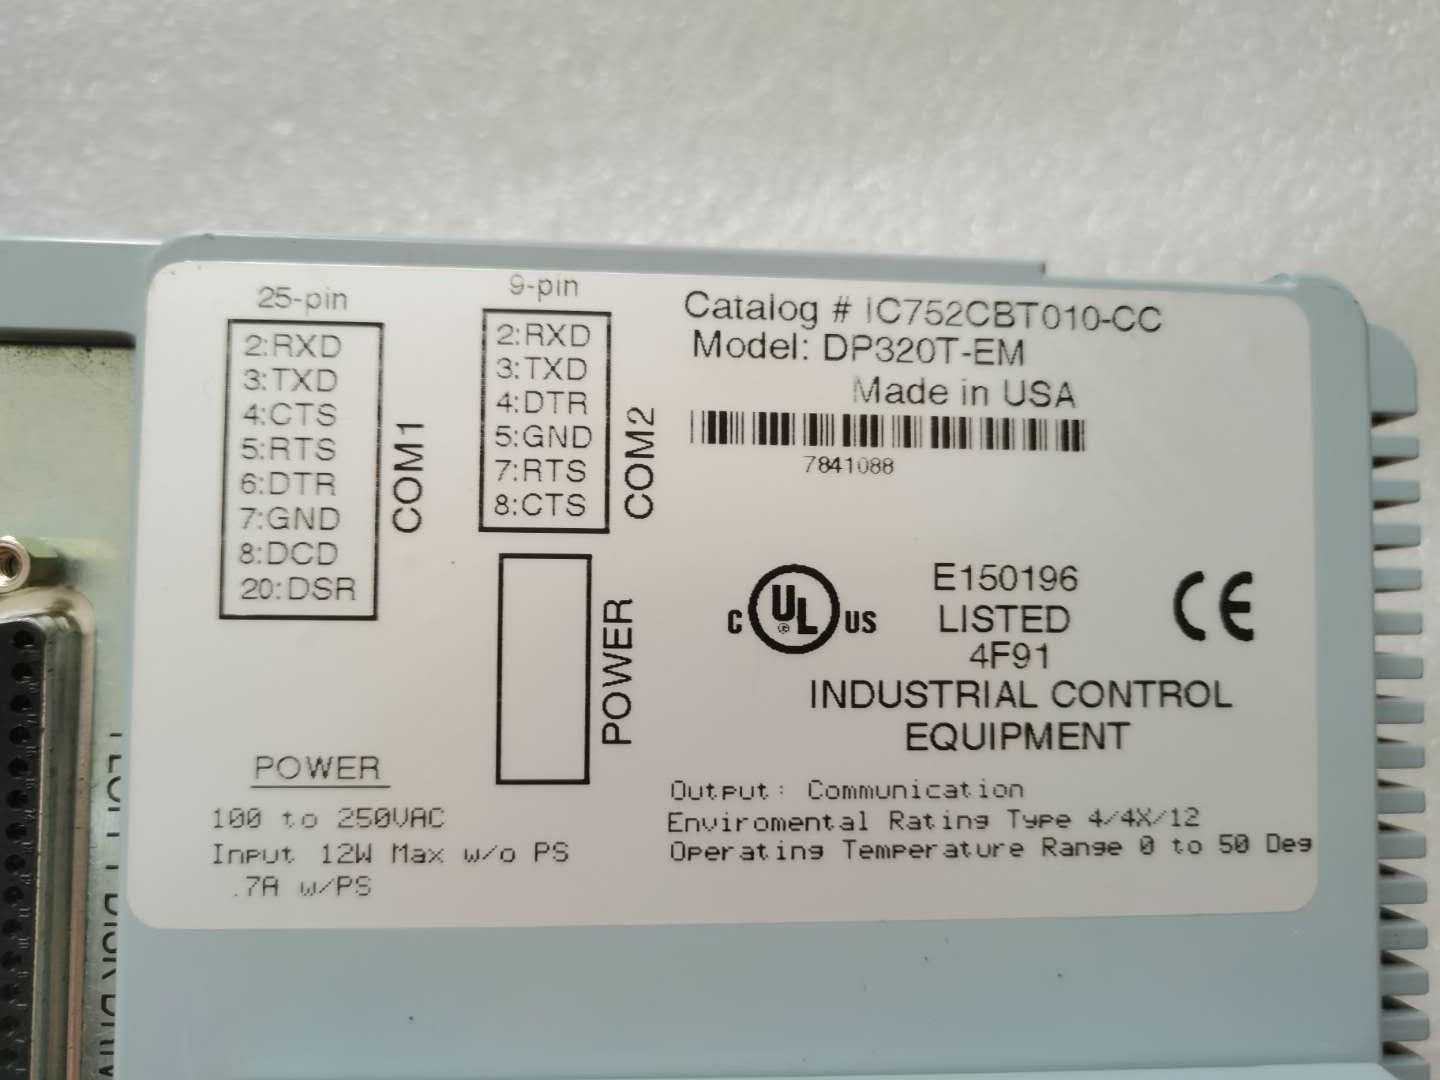 25-pin
2:RXD
3:TXD
4:CTS
5:RTS
6:DTR
7:GND
8:DCD
20:DSR
COM1
9-pin
2:RXD
3:TXD
4:DTR
5:GND
7:RTS
8:CTS
COM2
POWER
POWER
100 to 250VAC
Input 12W Max w/o PS
.7A w/PS
Catalog # IC752CBT010-CC
Model: DP320T-EM
Made in USA
7841088
C UL US
E150196
LISTED
4F91
CE
INDUSTRIAL CONTROL
EQUIPMENT
Output: Communication
Enviromental Rating Type 4/4X/12
Operating Temperature Range 0 to 50 Deg